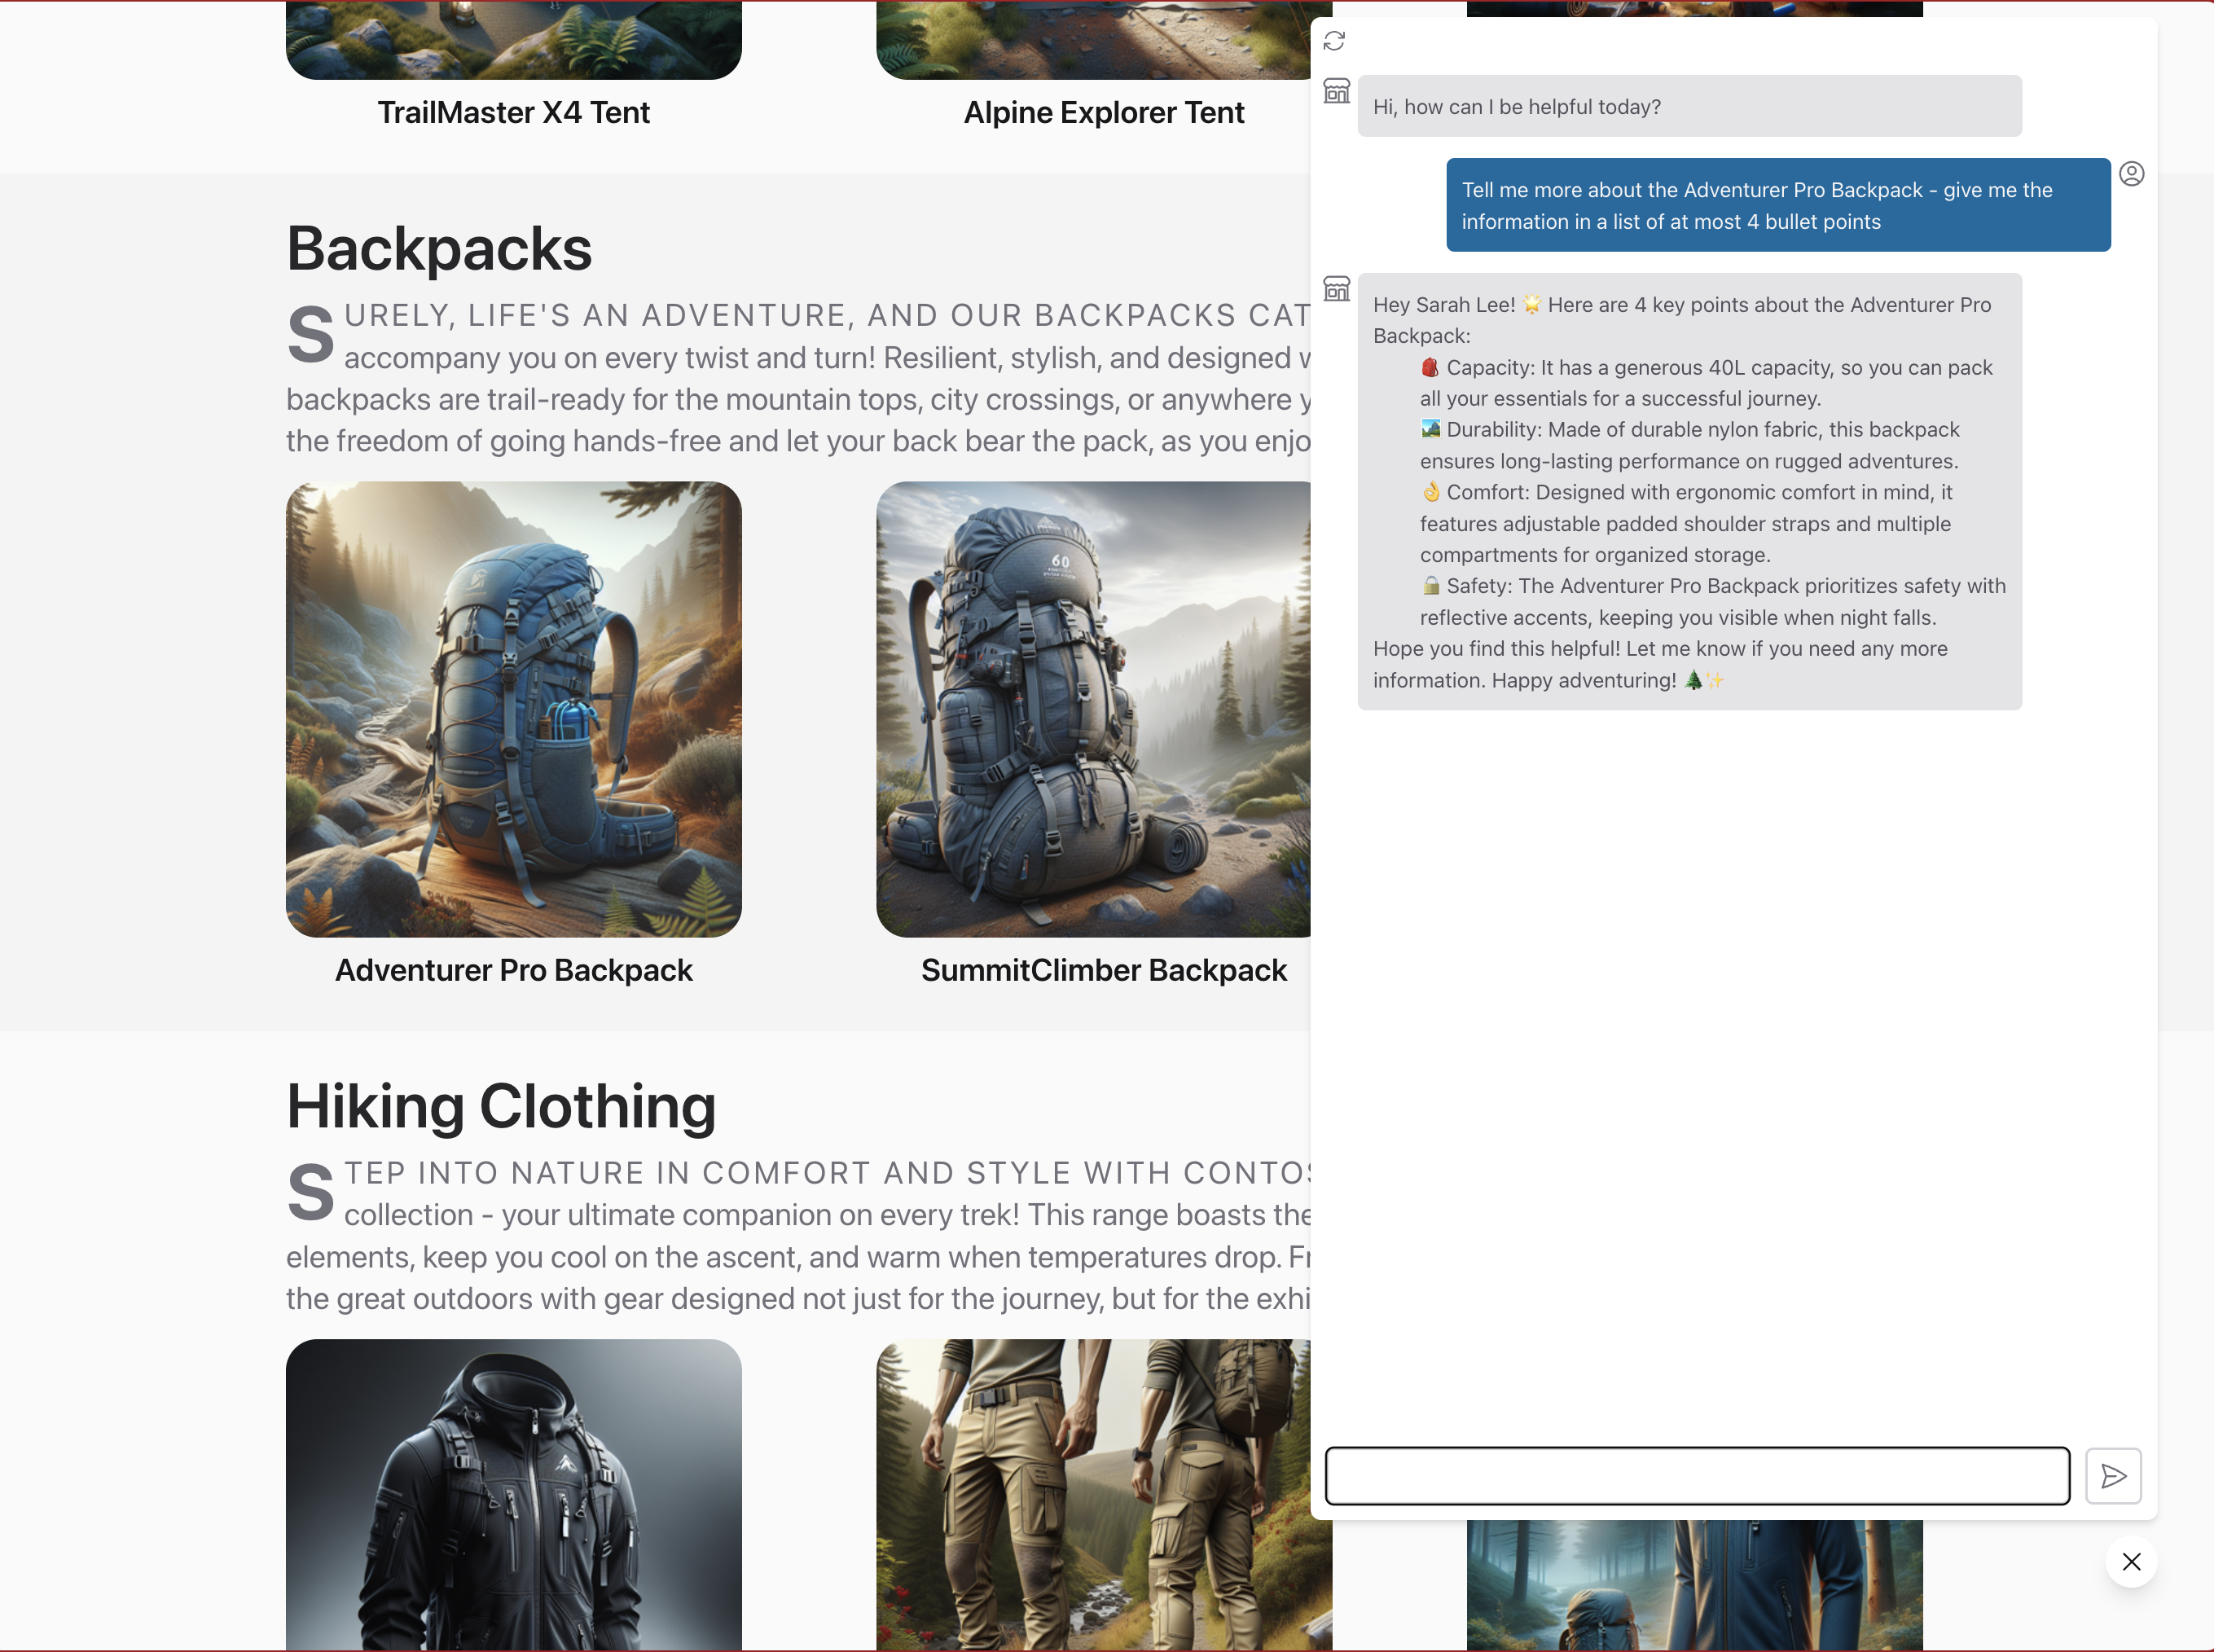 TrailMaster X4 Tent
Alpine Explorer Tent
Backpacks
SURELY, LIFE'S AN ADVENTURE, AND OUR BACKPACKS CAT
accompany you on every twist and turn! Resilient, stylish, and designed
backpacks are trail-ready for the mountain tops, city crossings, or anywhere
the freedom of going hands-free and let your back bear the pack, as you enjo
60
Adventurer Pro Backpack
SummitClimber Backpack
Hiking Clothing
STEP INTO NATURE IN COMFORT AND STYLE WITH CONTOS
collection - your ultimate companion on every trek! This range boasts the
elements, keep you cool on the ascent, and warm when temperatures drop. Fr
the great outdoors with gear designed not just for the journey, but for the exhi
Hi, how can I be helpful today?
Tell me more about the Adventurer Pro Backpack - give me the
information in a list of at most 4 bullet points
Hey Sarah Lee! 🌟 Here are 4 key points about the Adventurer Pro
Backpack:
🎒 Capacity: It has a generous 40L capacity, so you can pack
all your essentials for a successful journey.
🏞️ Durability: Made of durable nylon fabric, this backpack
ensures long-lasting performance on rugged adventures.
👌 Comfort: Designed with ergonomic comfort in mind, it
features adjustable padded shoulder straps and multiple
compartments for organized storage.
🔒 Safety: The Adventurer Pro Backpack prioritizes safety with
reflective accents, keeping you visible when night falls.
Hope you find this helpful! Let me know if you need any more
information. Happy adventuring! 🌲✨